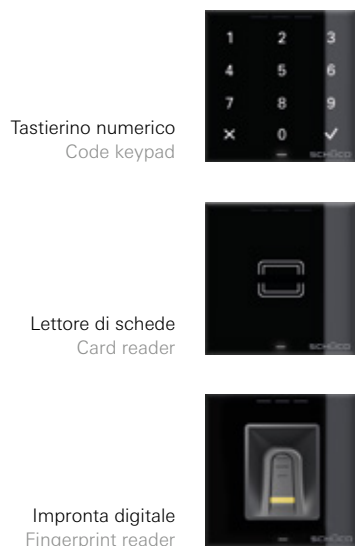 Tastierino numerico
Code keypad
1 2 3
4 5 6
7 8 9
× 0 ✓
SCHÜCO
Lettore di schede
Card reader
SCHÜCO
Impronta digitale
Fingerprint reader
SCHÜCO